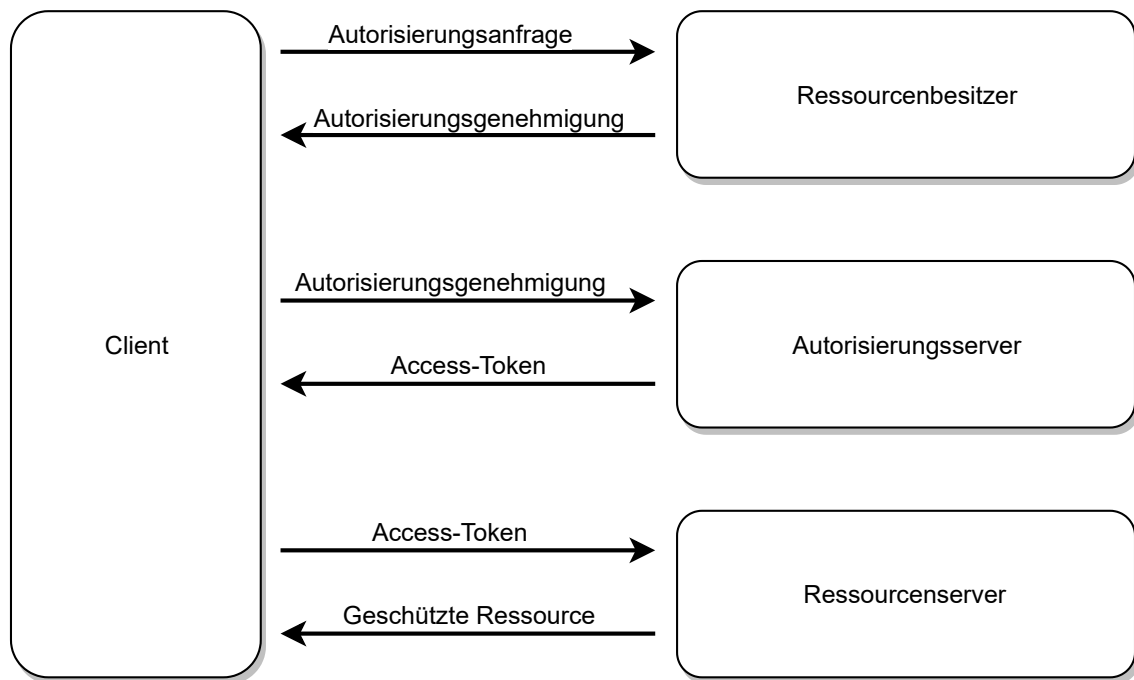 Autorisierungsanfrage
Ressourcenbesitzer
Autorisierungsgenehmigung
Autorisierungsgenehmigung
Client
Autorisierungsserver
Access-Token
Access-Token
Ressourcenserver
Geschützte Ressource